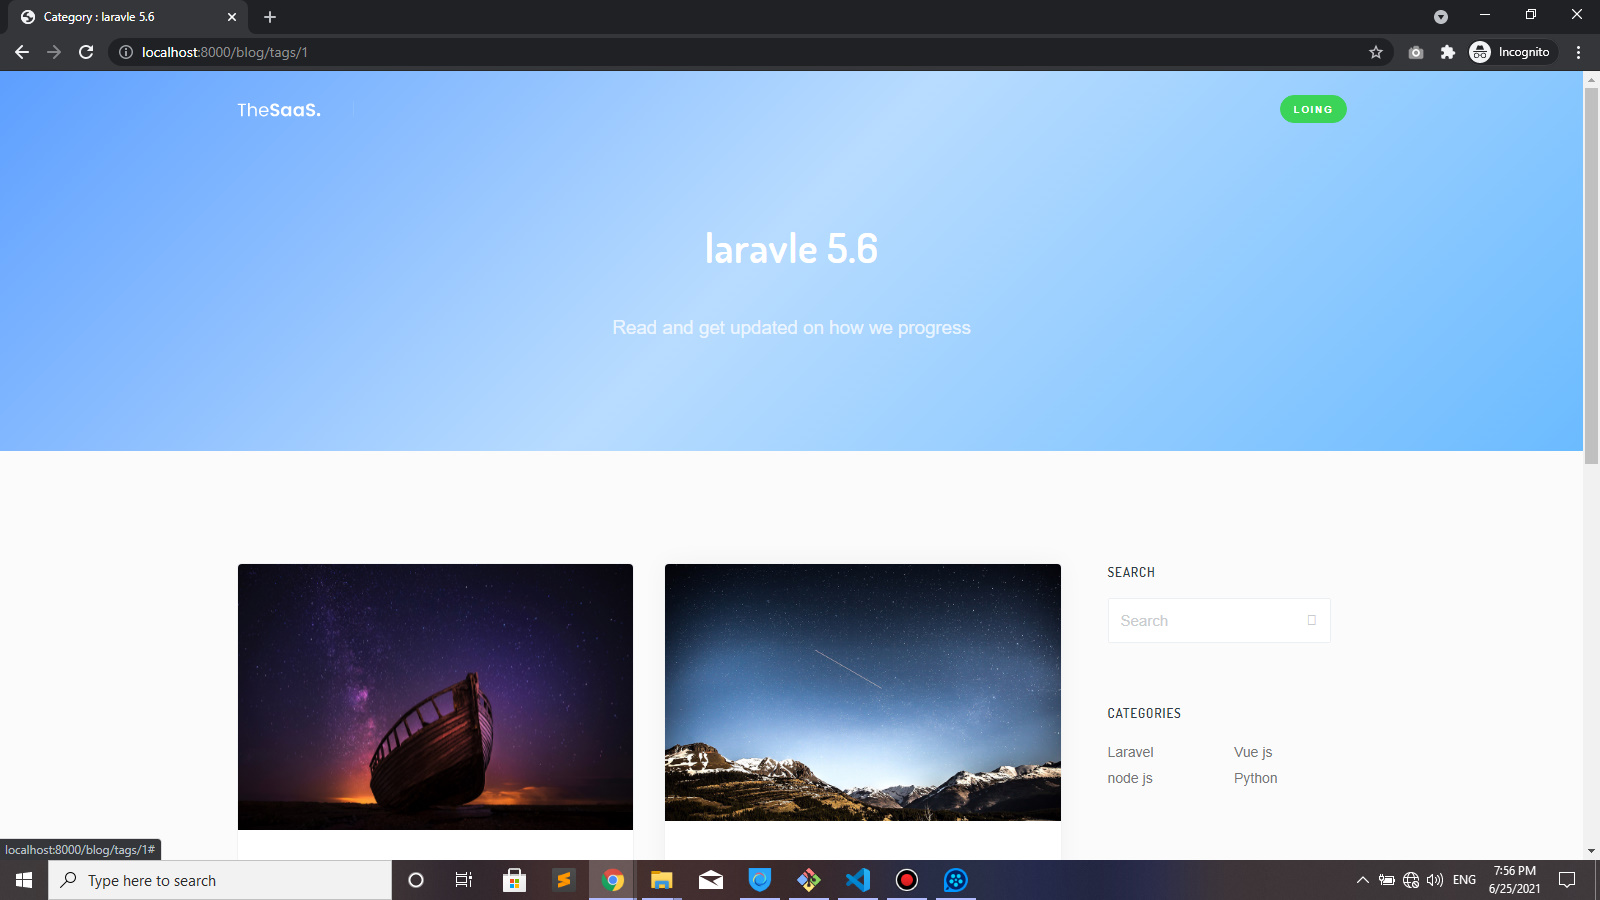 Category : laravle 5.6
localhost:8000/blog/tags/1
Incognito
TheSaaS.
LOING
laravle 5.6
Read and get updated on how we progress
SEARCH
Search
CATEGORIES
Laravel
Vue js
node js
Python
localhost:8000/blog/tags/1#
Type here to search
ENG
7:56 PM
6/25/2021